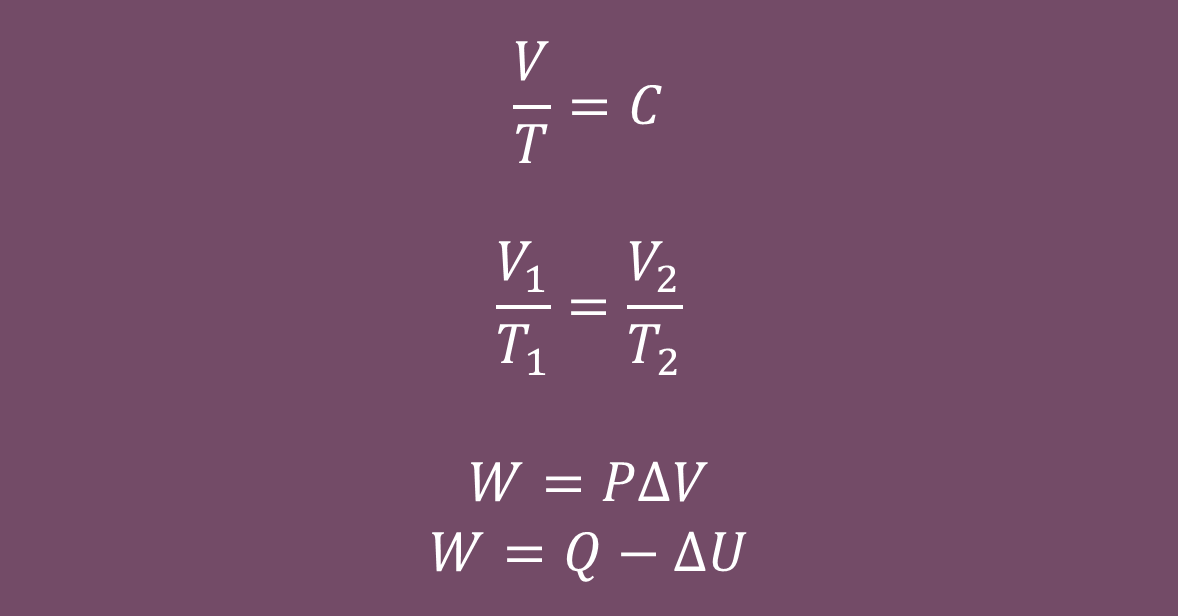 V/T = C
V₁/T₁ = V₂/T₂
W = PΔV
W = Q − ΔU